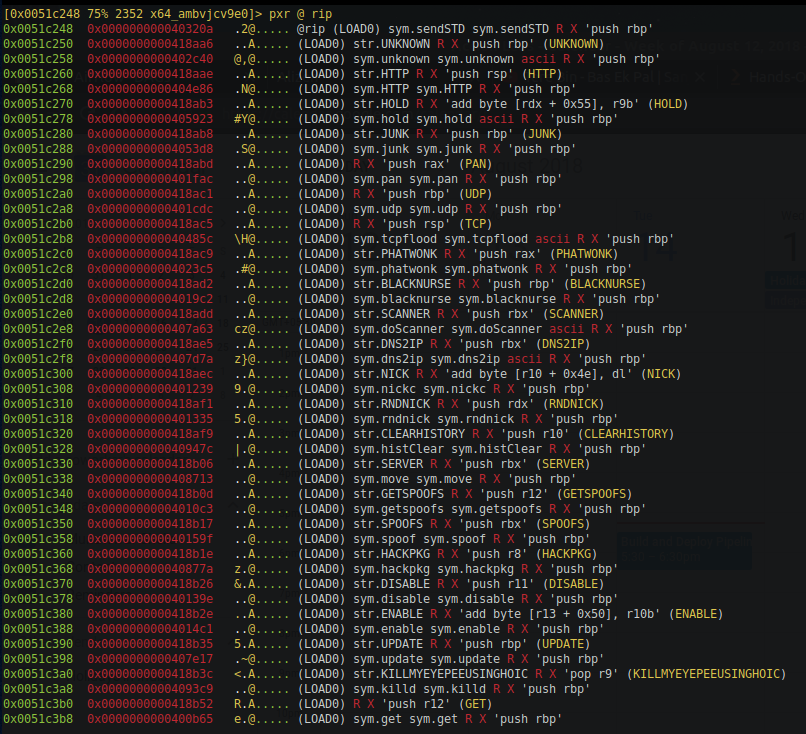 [0x0051c248 75% 2352 x64_ambvjcv9e0]> pxr @ rip
0x0051c248 0x000000000040320a .2@..... @rip (LOAD0) sym.sendSTD sym.sendSTD R X 'push rbp'
0x0051c250 0x0000000000418aa6 ..A..... (LOAD0) str.UNKNOWN R X 'push rbp' (UNKNOWN)
0x0051c258 0x0000000000402c40 @,@..... (LOAD0) sym.unknown sym.unknown ascii R X 'push rbp'
0x0051c260 0x0000000000418aae ..A..... (LOAD0) str.HTTP R X 'push rsp' (HTTP)
0x0051c268 0x0000000000404e86 .N@..... (LOAD0) sym.HTTP sym.HTTP R X 'push rbp'
0x0051c270 0x0000000000418ab3 ..A..... (LOAD0) str.HOLD R X 'add byte [rdx + 0x55], r9b' (HOLD)
0x0051c278 0x0000000000405923 #Y@..... (LOAD0) sym.hold sym.hold ascii R X 'push rbp'
0x0051c280 0x0000000000418ab8 ..A..... (LOAD0) str.JUNK R X 'push rbp' (JUNK)
0x0051c288 0x00000000004053d8 .S@..... (LOAD0) sym.junk sym.junk R X 'push rbp'
0x0051c290 0x0000000000418abd ..A..... (LOAD0) R X 'push rax' (PAN)
0x0051c298 0x0000000000401fac ..@..... (LOAD0) sym.pan sym.pan R X 'push rbp'
0x0051c2a0 0x0000000000418ac1 ..A..... (LOAD0) R X 'push rbp' (UDP)
0x0051c2a8 0x0000000000401cdc ..@..... (LOAD0) sym.udp sym.udp R X 'push rbp'
0x0051c2b0 0x0000000000418ac5 ..A..... (LOAD0) R X 'push rsp' (TCP)
0x0051c2b8 0x000000000040485c \H@..... (LOAD0) sym.tcpflood sym.tcpflood ascii R X 'push rbp'
0x0051c2c0 0x0000000000418ac9 ..A..... (LOAD0) str.PHATWONK R X 'push rax' (PHATWONK)
0x0051c2c8 0x00000000004023c5 .#@..... (LOAD0) sym.phatwonk sym.phatwonk R X 'push rbp'
0x0051c2d0 0x0000000000418ad2 ..A..... (LOAD0) str.BLACKNURSE R X 'push rbp' (BLACKNURSE)
0x0051c2d8 0x00000000004019c2 ..@..... (LOAD0) sym.blacknurse sym.blacknurse R X 'push rbp'
0x0051c2e0 0x0000000000418add ..A..... (LOAD0) str.SCANNER R X 'push rbx' (SCANNER)
0x0051c2e8 0x0000000000407a63 cz@..... (LOAD0) sym.doScanner sym.doScanner ascii R X 'push rbp'
0x0051c2f0 0x0000000000418ae5 ..A..... (LOAD0) str.DNS2IP R X 'push rbx' (DNS2IP)
0x0051c2f8 0x0000000000407d7a z}@..... (LOAD0) sym.dns2ip sym.dns2ip ascii R X 'push rbp'
0x0051c300 0x0000000000418aec ..A..... (LOAD0) str.NICK R X 'add byte [r10 + 0x4e], dl' (NICK)
0x0051c308 0x0000000000401239 9.@..... (LOAD0) sym.nickc sym.nickc R X 'push rbp'
0x0051c310 0x0000000000418af1 ..A..... (LOAD0) str.RNDNICK R X 'push rdx' (RNDNICK)
0x0051c318 0x0000000000401335 5.@..... (LOAD0) sym.rndnick sym.rndnick R X 'push rbp'
0x0051c320 0x0000000000418af9 ..A..... (LOAD0) str.CLEARHISTORY R X 'push r10' (CLEARHISTORY)
0x0051c328 0x000000000040947c |.@..... (LOAD0) sym.histClear sym.histClear R X 'push rbp'
0x0051c330 0x0000000000418b06 ..A..... (LOAD0) str.SERVER R X 'push rbx' (SERVER)
0x0051c338 0x0000000000408713 ..@..... (LOAD0) sym.move sym.move R X 'push rbp'
0x0051c340 0x0000000000418b0d ..A..... (LOAD0) str.GETSPOOFS R X 'push r12' (GETSPOOFS)
0x0051c348 0x00000000004010c3 ..@..... (LOAD0) sym.getspoofs sym.getspoofs R X 'push rbp'
0x0051c350 0x0000000000418b17 ..A..... (LOAD0) str.SPOOFS R X 'push rbx' (SPOOFS)
0x0051c358 0x000000000040159f ..@..... (LOAD0) sym.spoof sym.spoof R X 'push rbp'
0x0051c360 0x0000000000418b1e ..A..... (LOAD0) str.HACKPKG R X 'push r8' (HACKPKG)
0x0051c368 0x000000000040877a z.@..... (LOAD0) sym.hackpkg sym.hackpkg R X 'push rbp'
0x0051c370 0x0000000000418b26 &.A..... (LOAD0) str.DISABLE R X 'push r11' (DISABLE)
0x0051c378 0x000000000040139e ..@..... (LOAD0) sym.disable sym.disable R X 'push rbp'
0x0051c380 0x0000000000418b2e ..A..... (LOAD0) str.ENABLE R X 'add byte [r13 + 0x50], r10b' (ENABLE)
0x0051c388 0x00000000004014c1 ..@..... (LOAD0) sym.enable sym.enable R X 'push rbp'
0x0051c390 0x0000000000418b35 5.A..... (LOAD0) str.UPDATE R X 'push rbp' (UPDATE)
0x0051c398 0x0000000000407e17 .~@..... (LOAD0) sym.update sym.update R X 'push rbp'
0x0051c3a0 0x0000000000418b3c <.A..... (LOAD0) str.KILLMYEYEPEEUSINGHOIC R X 'pop r9' (KILLMYEYEPEEUSINGHOIC)
0x0051c3a8 0x00000000004093c9 ..@..... (LOAD0) sym.killd sym.killd R X 'push rbp'
0x0051c3b0 0x0000000000418b52 R.A..... (LOAD0) R X 'push r12' (GET)
0x0051c3b8 0x0000000000400b65 e.@..... (LOAD0) sym.get sym.get R X 'push rbp'